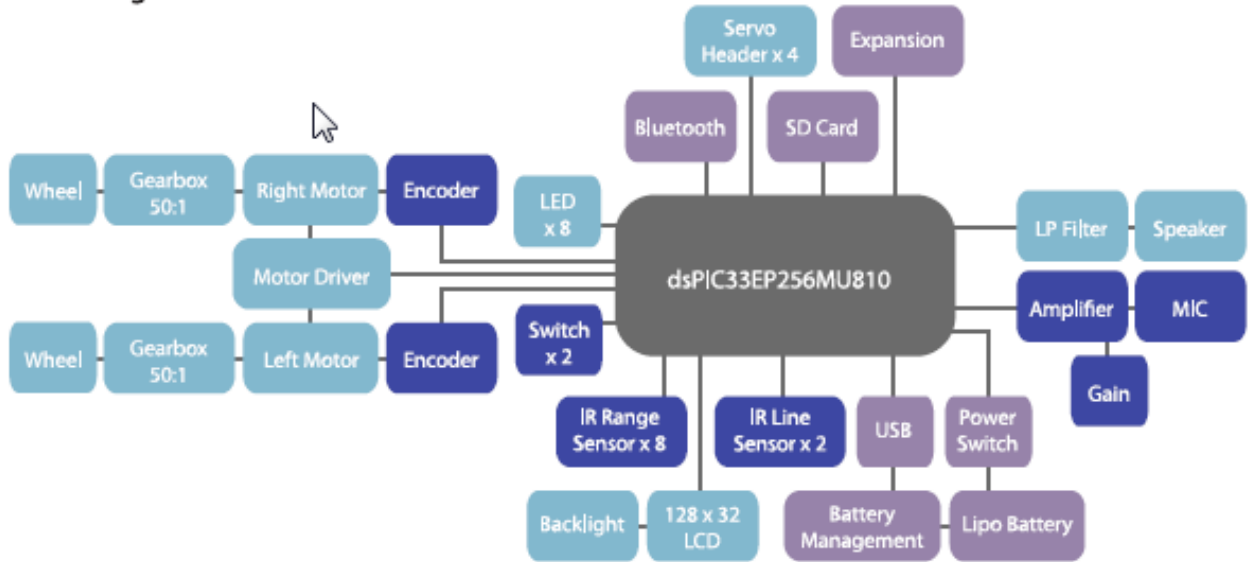 Servo
Header x 4
Expansion
Bluetooth
SD Card
Wheel
Gearbox
50:1
Right Motor
Encoder
LED
x 8
LP Filter
Speaker
Motor Driver
dsPIC33EP256MU810
Amplifier
MIC
Switch
x 2
Wheel
Gearbox
50:1
Left Motor
Encoder
Gain
IR Range
Sensor x 8
IR Line
Sensor x 2
USB
Power
Switch
Backlight
128 x 32
LCD
Battery
Management
Lipo Battery